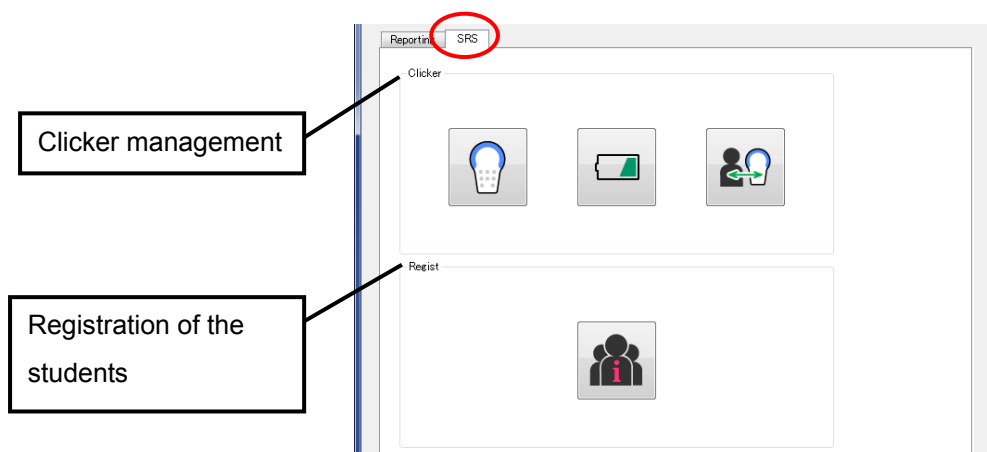 Reporting SRS
Clicker
Clicker management
Regist
Registration of the
students
i